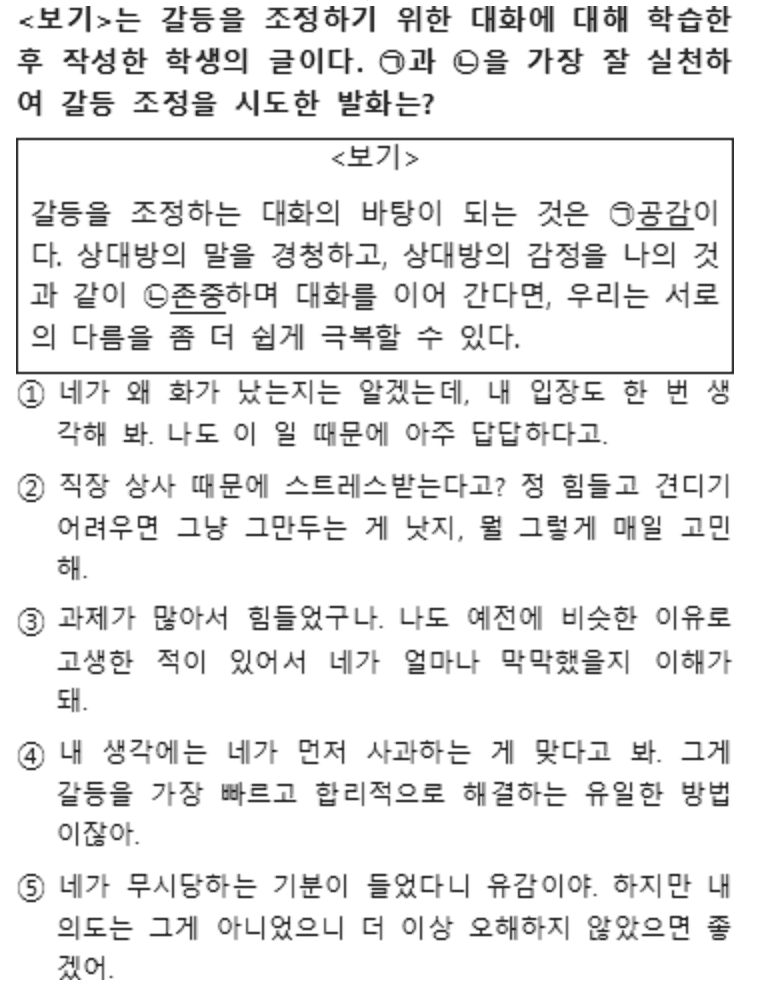 <보기>는 갈등을 조정하기 위한 대화에 대해 학습한
후 작성한 학생의 글이다. ㉠과 ㉡을 가장 잘 실천하
여 갈등 조정을 시도한 발화는?
<보기>
갈등을 조정하는 대화의 바탕이 되는 것은 ㉠공감이
다. 상대방의 말을 경청하고, 상대방의 감정을 나의 것
과 같이 ㉡존중하며 대화를 이어 간다면, 우리는 서로
의 다름을 좀 더 쉽게 극복할 수 있다.
① 네가 왜 화가 났는지는 알겠는데, 내 입장도 한 번 생
각해 봐. 나도 이 일 때문에 아주 답답하다고.
② 직장 상사 때문에 스트레스받는다고? 정 힘들고 견디기
어려우면 그냥 그만두는 게 낫지, 뭘 그렇게 매일 고민
해.
③ 과제가 많아서 힘들었구나. 나도 예전에 비슷한 이유로
고생한 적이 있어서 네가 얼마나 막막했을지 이해가
돼.
④ 내 생각에는 네가 먼저 사과하는 게 맞다고 봐. 그게
갈등을 가장 빠르고 합리적으로 해결하는 유일한 방법
이잖아.
⑤ 네가 무시당하는 기분이 들었다니 유감이야. 하지만 내
의도는 그게 아니었으니 더 이상 오해하지 않았으면 좋
겠어.